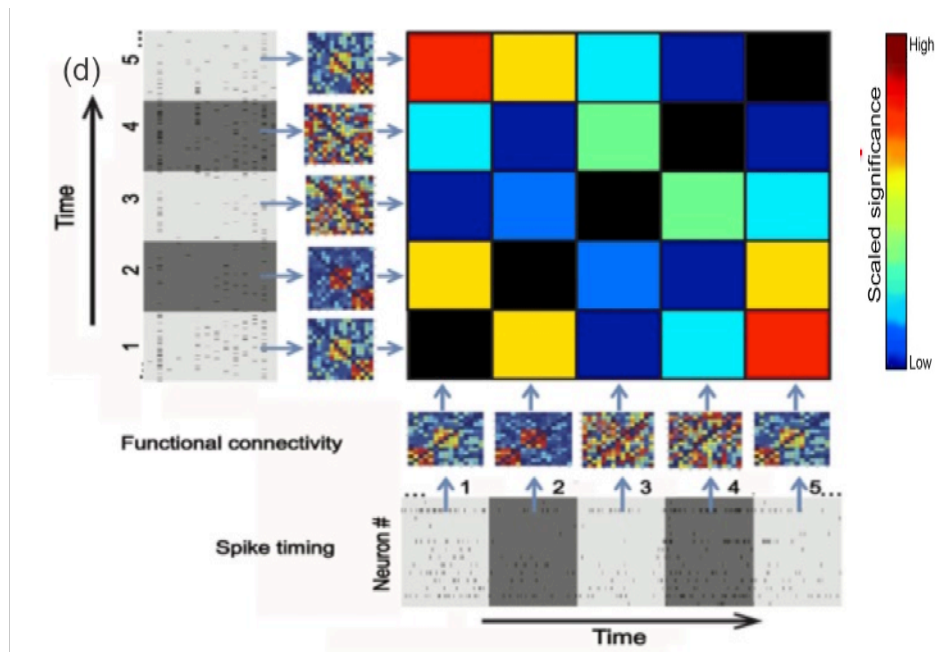 (d)
Time
5
4
3
2
1
High
Low
Scaled significance
Functional connectivity
Spike timing
Neuron #
... 1 2 3 4 5...
Time